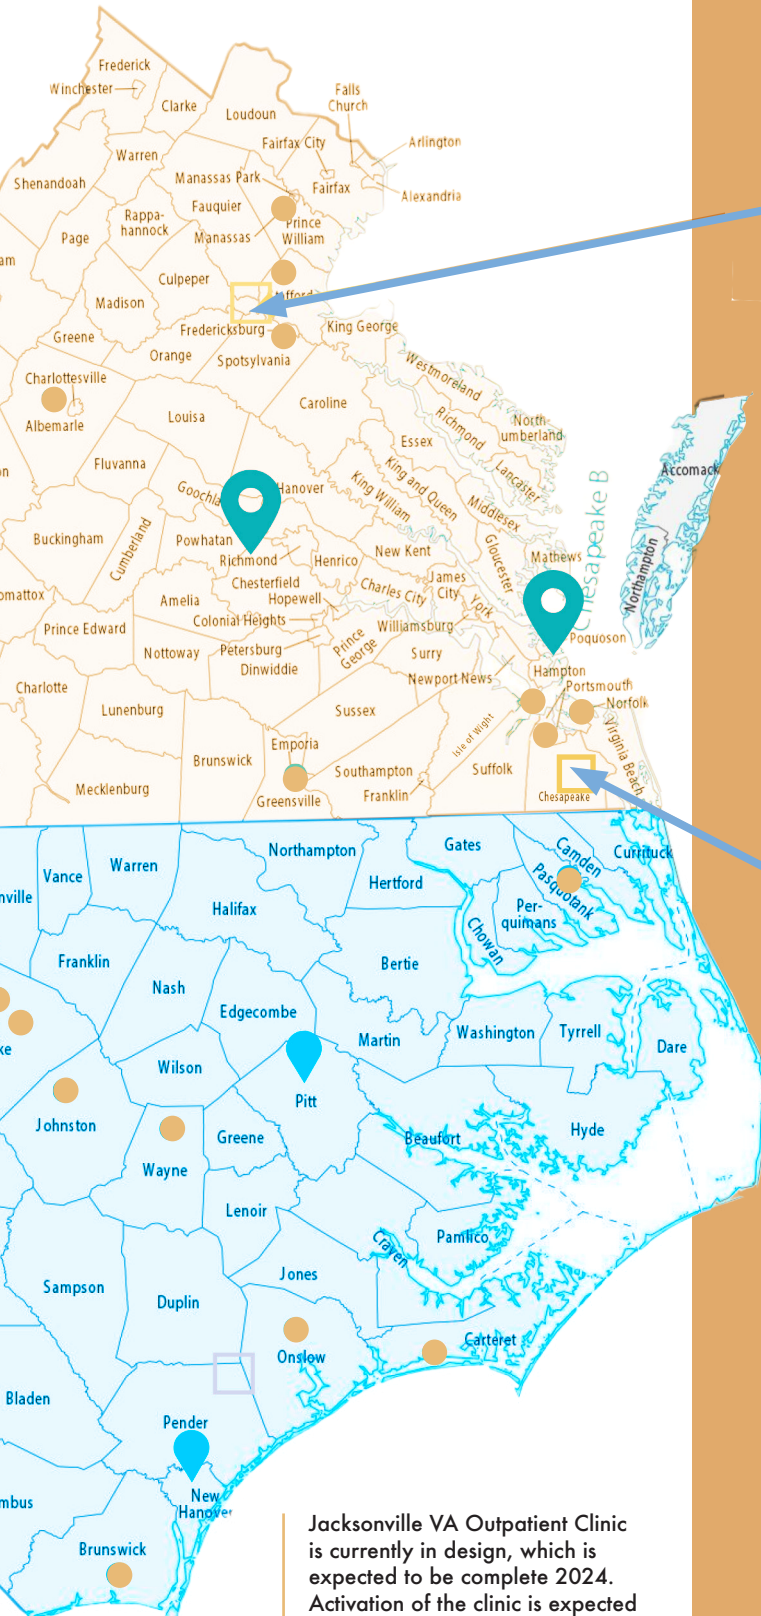 Frederick
Winchester
Clarke
Loudoun
Falls
Church
Fairfax City
Arlington
Warren
Shenandoah
Manassas Park
Fairfax
Alexandria
Fauquier
Rappa-
hannock
Prince
William
Manassas
Page
am
Culpeper
Madison
Fredericksburg
King George
Greene
Orange
Spotsylvania
Westmoreland
Charlottesville
Albemarle
Caroline
Louisa
Richmond
North
umberland
Essex
Fluvanna
Lancaster
King and Queen
King William
Accomack
on
Goochla
Hanover
Middlesex
Chesapeake B
Buckingham
Cumberland
Powhatan
Richmond
Henrico
New Kent
Gloucester
Mathews
Northampton
Chesterfield
Hopewell
James
City
Charles City
York
omattox
Amelia
Colonial Heights
Williamsburg
Prince Edward
Poquoson
Nottoway
Petersburg
Dinwiddie
Prince
George
Surry
Hampton
Newport News
Portsmouth
Charlotte
Norfolk
Lunenburg
Sussex
Isle of Wight
Virginia Beach
Emporia
Brunswick
Southampton
Suffolk
Mecklenburg
Greensville
Franklin
Chesapeake
Northampton
Gates
Camden
Currituck
Vance
Warren
nville
Hertford
Pasquotank
Halifax
Per-
quimans
Chowan
Franklin
Bertie
Nash
Edgecombe
Martin
Washington
Tyrrell
Dare
ke
Wilson
Pitt
Johnston
Greene
Beaufort
Hyde
Wayne
Lenoir
Craven
Pamlico
Sampson
Duplin
Jones
Onslow
Carteret
Bladen
Pender
mbus
New
Hanover
Brunswick
Jacksonville VA Outpatient Clinic
is currently in design, which is
expected to be complete 2024.
Activation of the clinic is expected